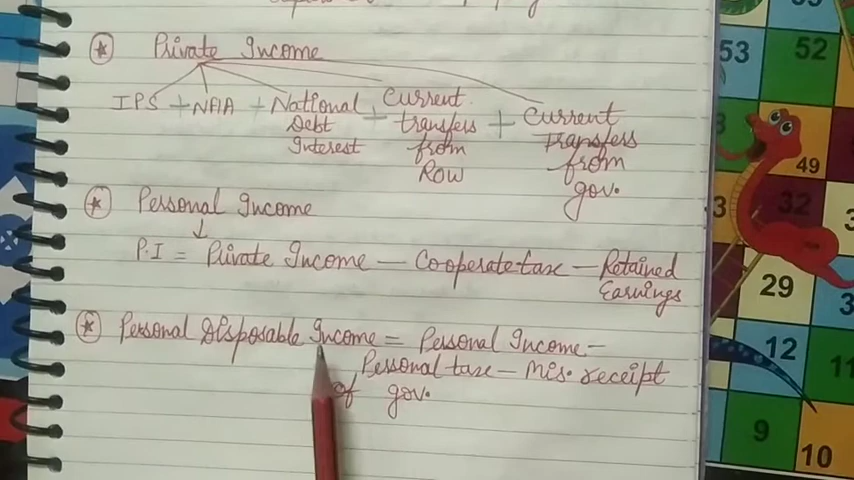 Private Income
IPS + NFIA + National Debt Interest + Current transfers from Row + Current transfers from gov.
Personal Income
P.I = Private Income — Cooperate tax — Retained Earnings
Personal Disposable Income = Personal Income —
Personal tax — Mis. receipt
of gov.
53
52
49
32
29
12
11
9
10